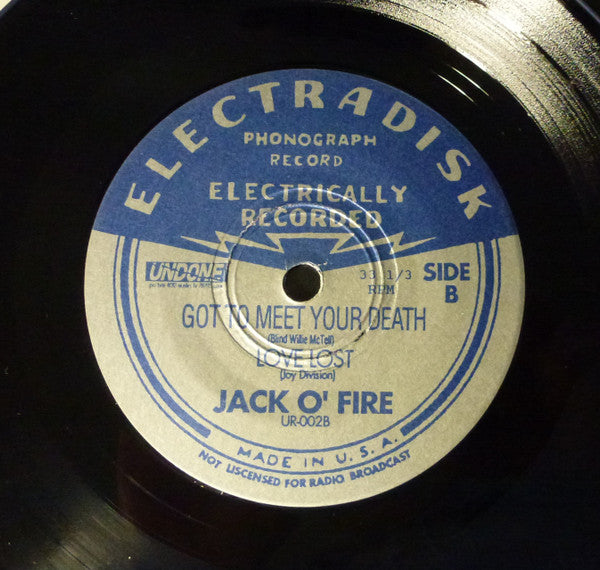 ELECTRADISK
PHONOGRAPH
RECORD
ELECTRICALLY
RECORDED
UNDONE
33 1/3
RPM
SIDE
B
GOT TO MEET YOUR DEATH
(Blind Willie McTell)
LOVE LOST
(Joy Division)
JACK O' FIRE
UR-002B
MADE IN U.S.A.
NOT LISCENSED FOR RADIO BROADCAST